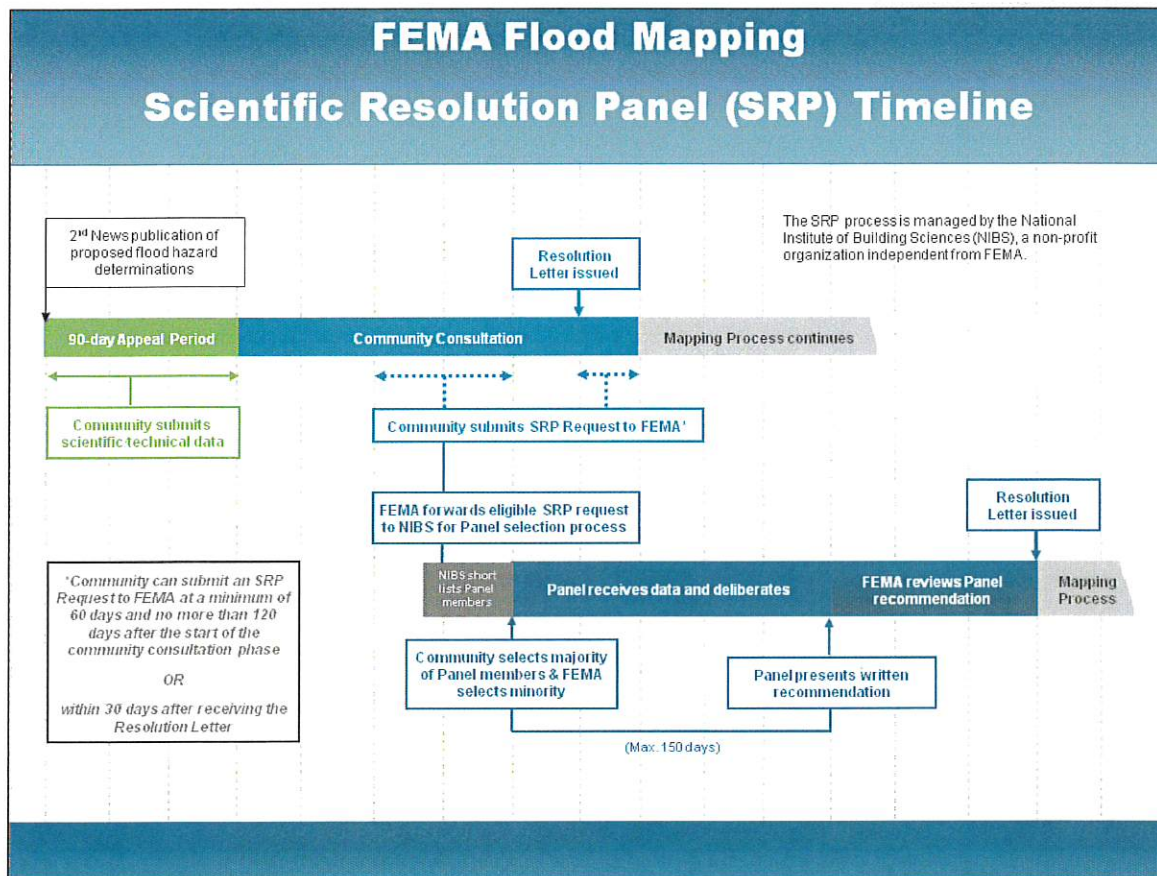 FEMA Flood Mapping
Scientific Resolution Panel (SRP) Timeline
2nd News publication of
proposed flood hazard
determinations
Resolution
Letter issued
The SRP process is managed by the National
Institute of Building Sciences (NIBS), a non-profit
organization independent from FEMA.
90-day Appeal Period
Community Consultation
Mapping Process continues
Community submits
scientific technical data
Community submits SRP Request to FEMA*
FEMA forwards eligible SRP request
to NIBS for Panel selection process
Resolution
Letter issued
*Community can submit an SRP
Request to FEMA at a minimum of
60 days and no more than 120
days after the start of the
community consultation phase
OR
within 30 days after receiving the
Resolution Letter
NIBS short
lists Panel
members
Panel receives data and deliberates
FEMA reviews Panel
recommendation
Mapping
Process
Community selects majority
of Panel members & FEMA
selects minority
Panel presents written
recommendation
(Max. 150 days)